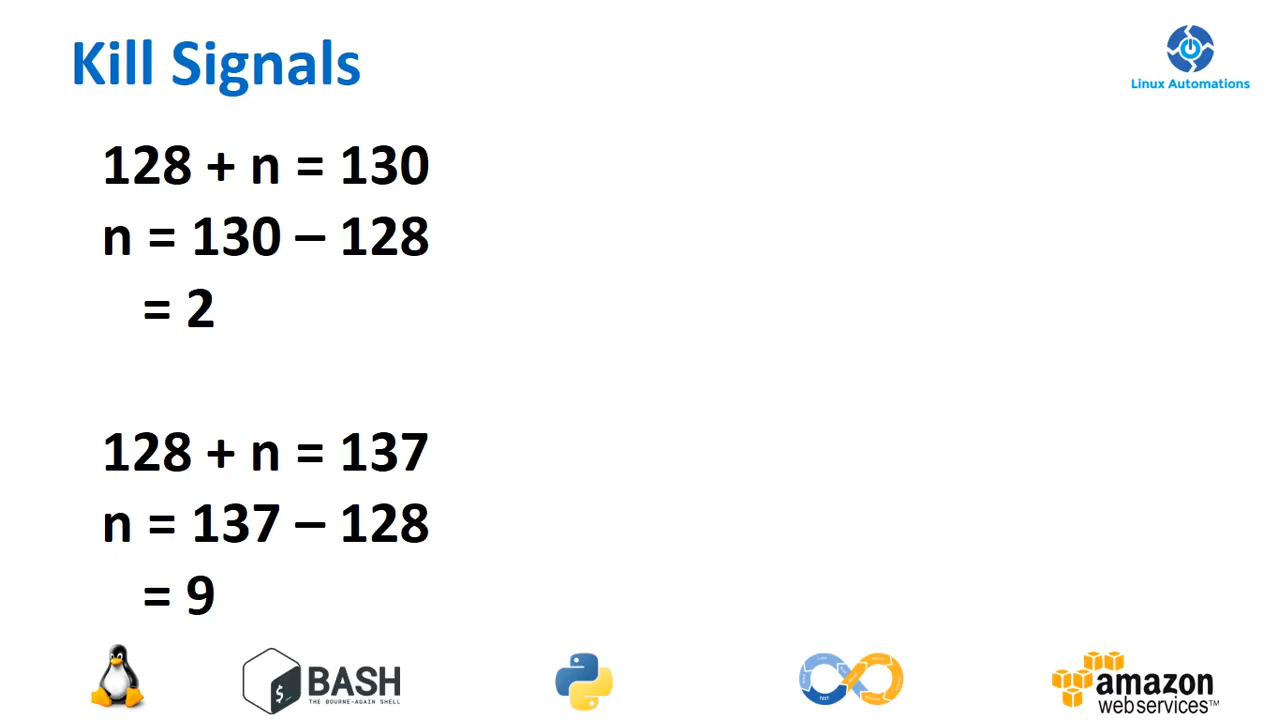 Kill Signals
Linux Automations
128 + n = 130
n = 130 – 128
= 2
128 + n = 137
n = 137 – 128
= 9
$_
BASH
THE BOURNE-AGAIN SHELL
amazon
webservices™